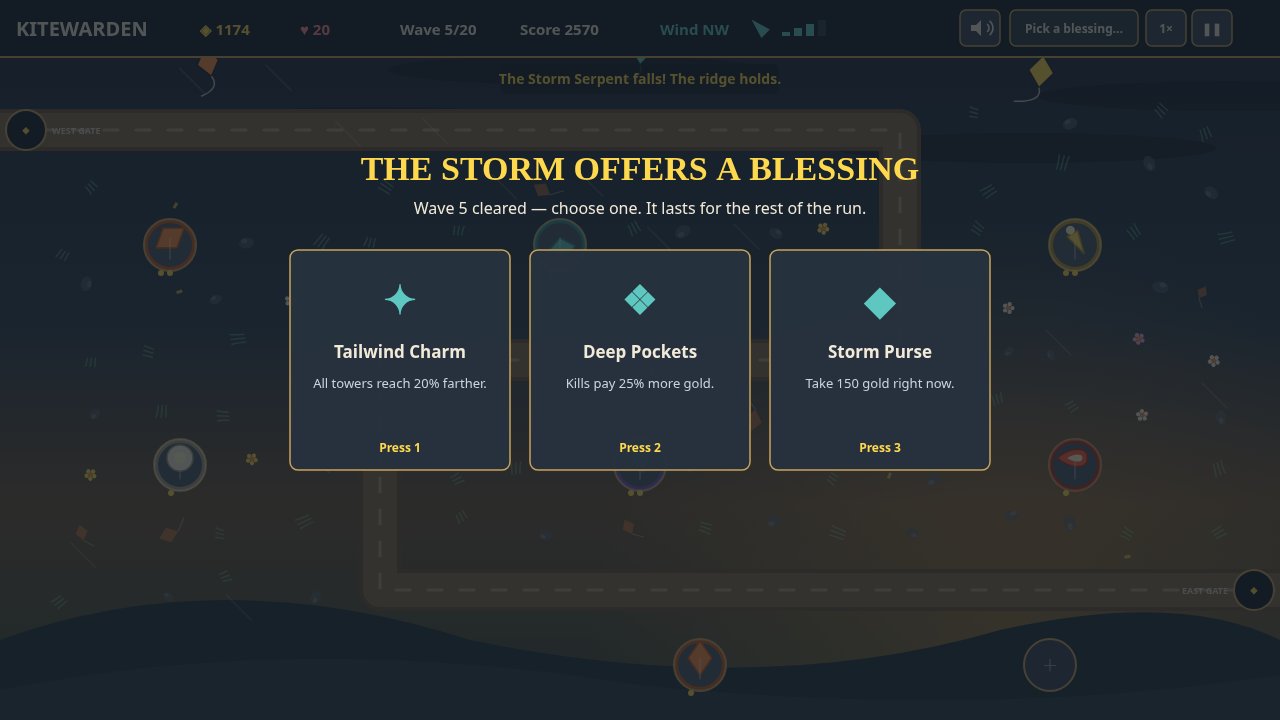 KITEWARDEN
◈ 1174
♥ 20
Wave 5/20
Score 2570
Wind NW
Pick a blessing...
1×
The Storm Serpent falls! The ridge holds.
WEST GATE
THE STORM OFFERS A BLESSING
Wave 5 cleared — choose one. It lasts for the rest of the run.
Tailwind Charm
All towers reach 20% farther.
Press 1
Deep Pockets
Kills pay 25% more gold.
Press 2
Storm Purse
Take 150 gold right now.
Press 3
EAST GATE